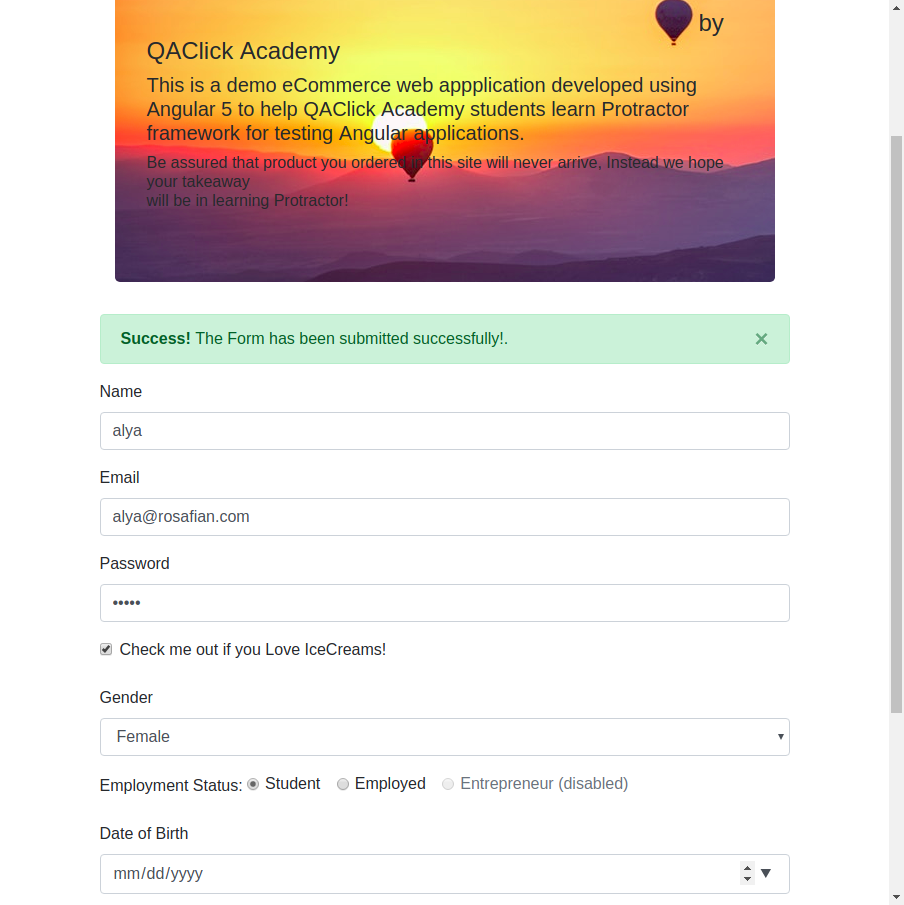 by
QAClick Academy
This is a demo eCommerce web appplication developed using
Angular 5 to help QAClick Academy students learn Protractor
framework for testing Angular applications.
Be assured that product you ordered in this site will never arrive, Instead we hope
your takeaway
will be in learning Protractor!
Success! The Form has been submitted successfully!. ×
Name
alya
Email
alya@rosafian.com
Password
•••••
Check me out if you Love IceCreams!
Gender
Female
Employment Status: Student Employed Entrepreneur (disabled)
Date of Birth
mm/dd/yyyy